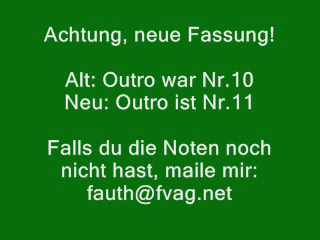 Achtung, neue Fassung!
Alt: Outro war Nr.10
Neu: Outro ist Nr.11
Falls du die Noten noch
nicht hast, maile mir:
fauth@fvag.net